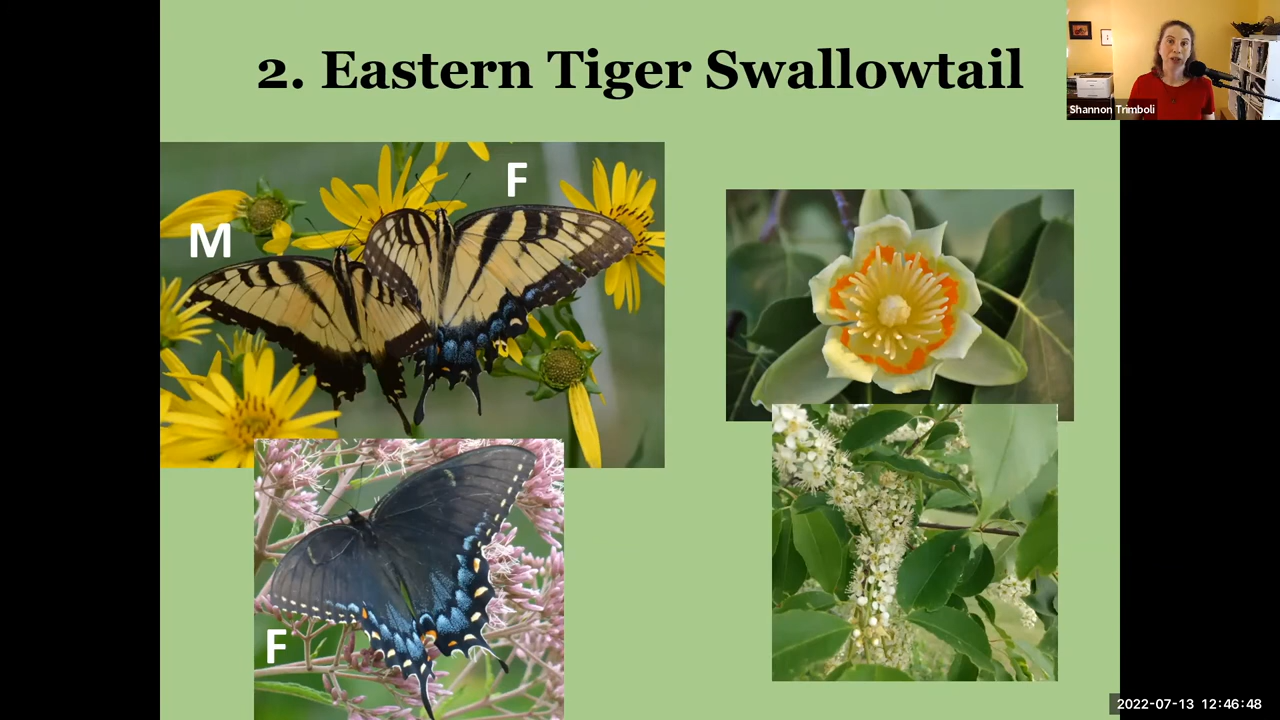 2. Eastern Tiger Swallowtail
Shannon Trimboli
M
F
F
2022-07-13 12:46:48